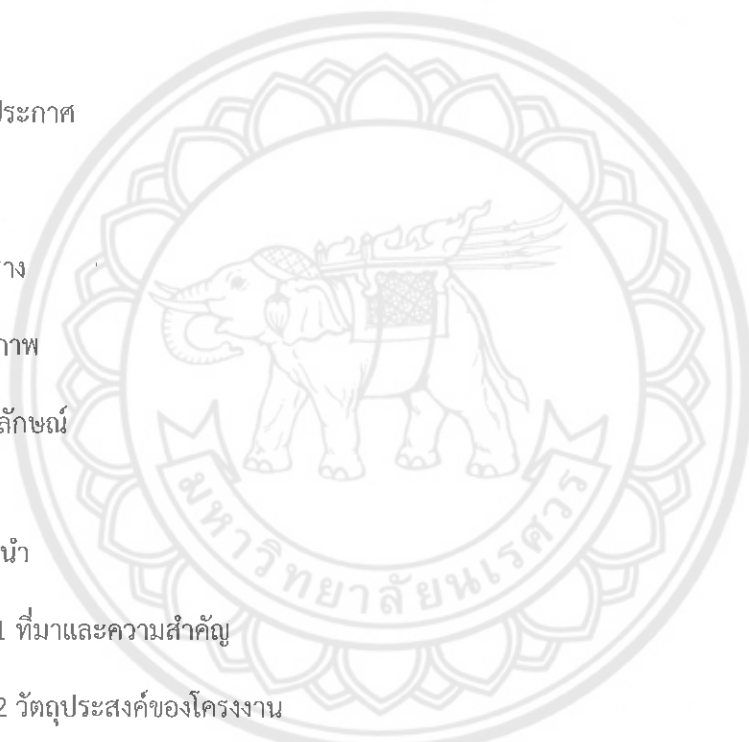 ประกาศ
ราง
ภาพ
ลักษณ์
นำ
1 ที่มาและความสำคัญ
2 วัตถุประสงค์ของโครงงาน
มหาวิทยาลัยนเรศวร